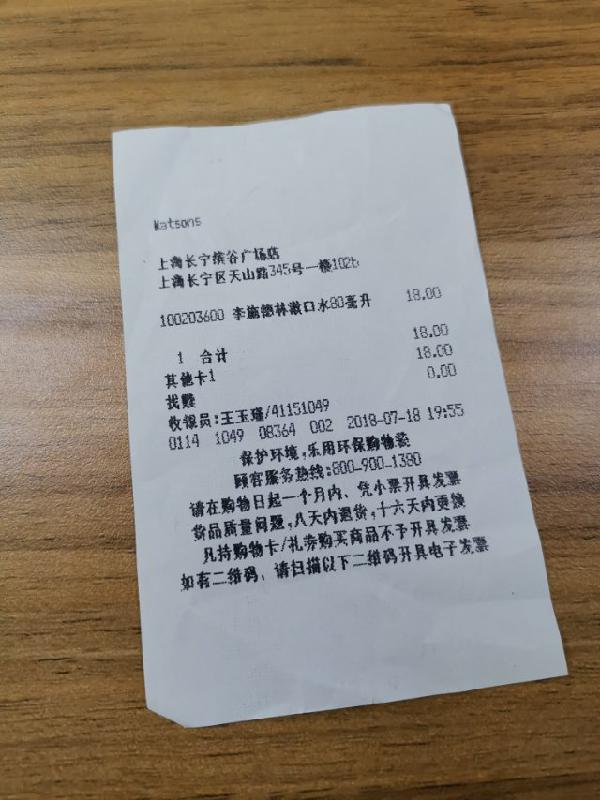 Watsons
上海长宁缤谷广场店
上海长宁区天山路345号一楼102b
100203600 李施德林漱口水80毫升 18.00
18.00
1 合计 18.00
其他卡1 0.00
找赎
收银员:王玉瑾/41151049
0114 1049 08364 002 2018-07-18 19:55
保护环境,乐用环保购物袋
顾客服务热线:800-900-1380
请在购物日起一个月内、凭小票开具发票
货品质量问题,八天内退货,十六天内更换
凡持购物卡/礼券购买商品不予开具发票
如有二维码、请扫描以下二维码开具电子发票